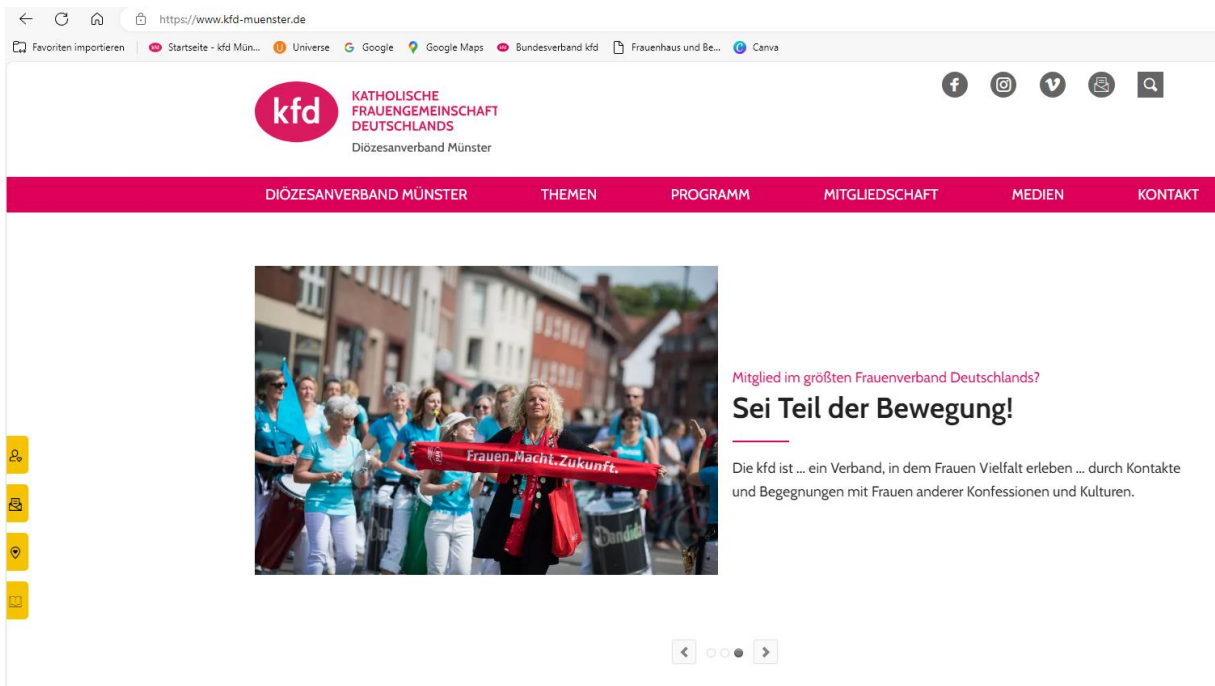 https://www.kfd-muenster.de
Favoriten importieren Startseite - kfd Mün... Universe Google Google Maps Bundesverband kfd Frauenhaus und Be... Canva
kfd
KATHOLISCHE
FRAUENGEMEINSCHAFT
DEUTSCHLANDS
Diözesanverband Münster
DIÖZESANVERBAND MÜNSTER THEMEN PROGRAMM MITGLIEDSCHAFT MEDIEN KONTAKT
Frauen.Macht.Zukunft.
Mitglied im größten Frauenverband Deutschlands?
Sei Teil der Bewegung!
Die kfd ist ... ein Verband, in dem Frauen Vielfalt erleben ... durch Kontakte
und Begegnungen mit Frauen anderer Konfessionen und Kulturen.